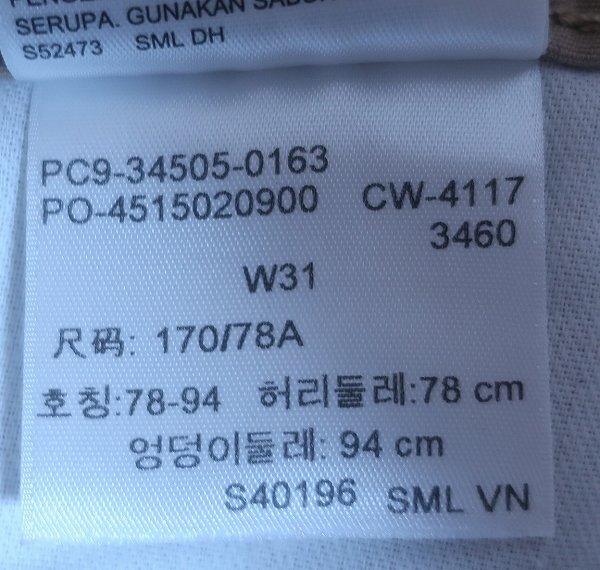 SERUPA. GUNAKAN
S52473 SML DH
PC9-34505-0163
PO-4515020900 CW-4117
3460
W31
尺码: 170/78A
호칭:78-94 허리둘레:78 cm
엉덩이둘레: 94 cm
S40196 SML VN